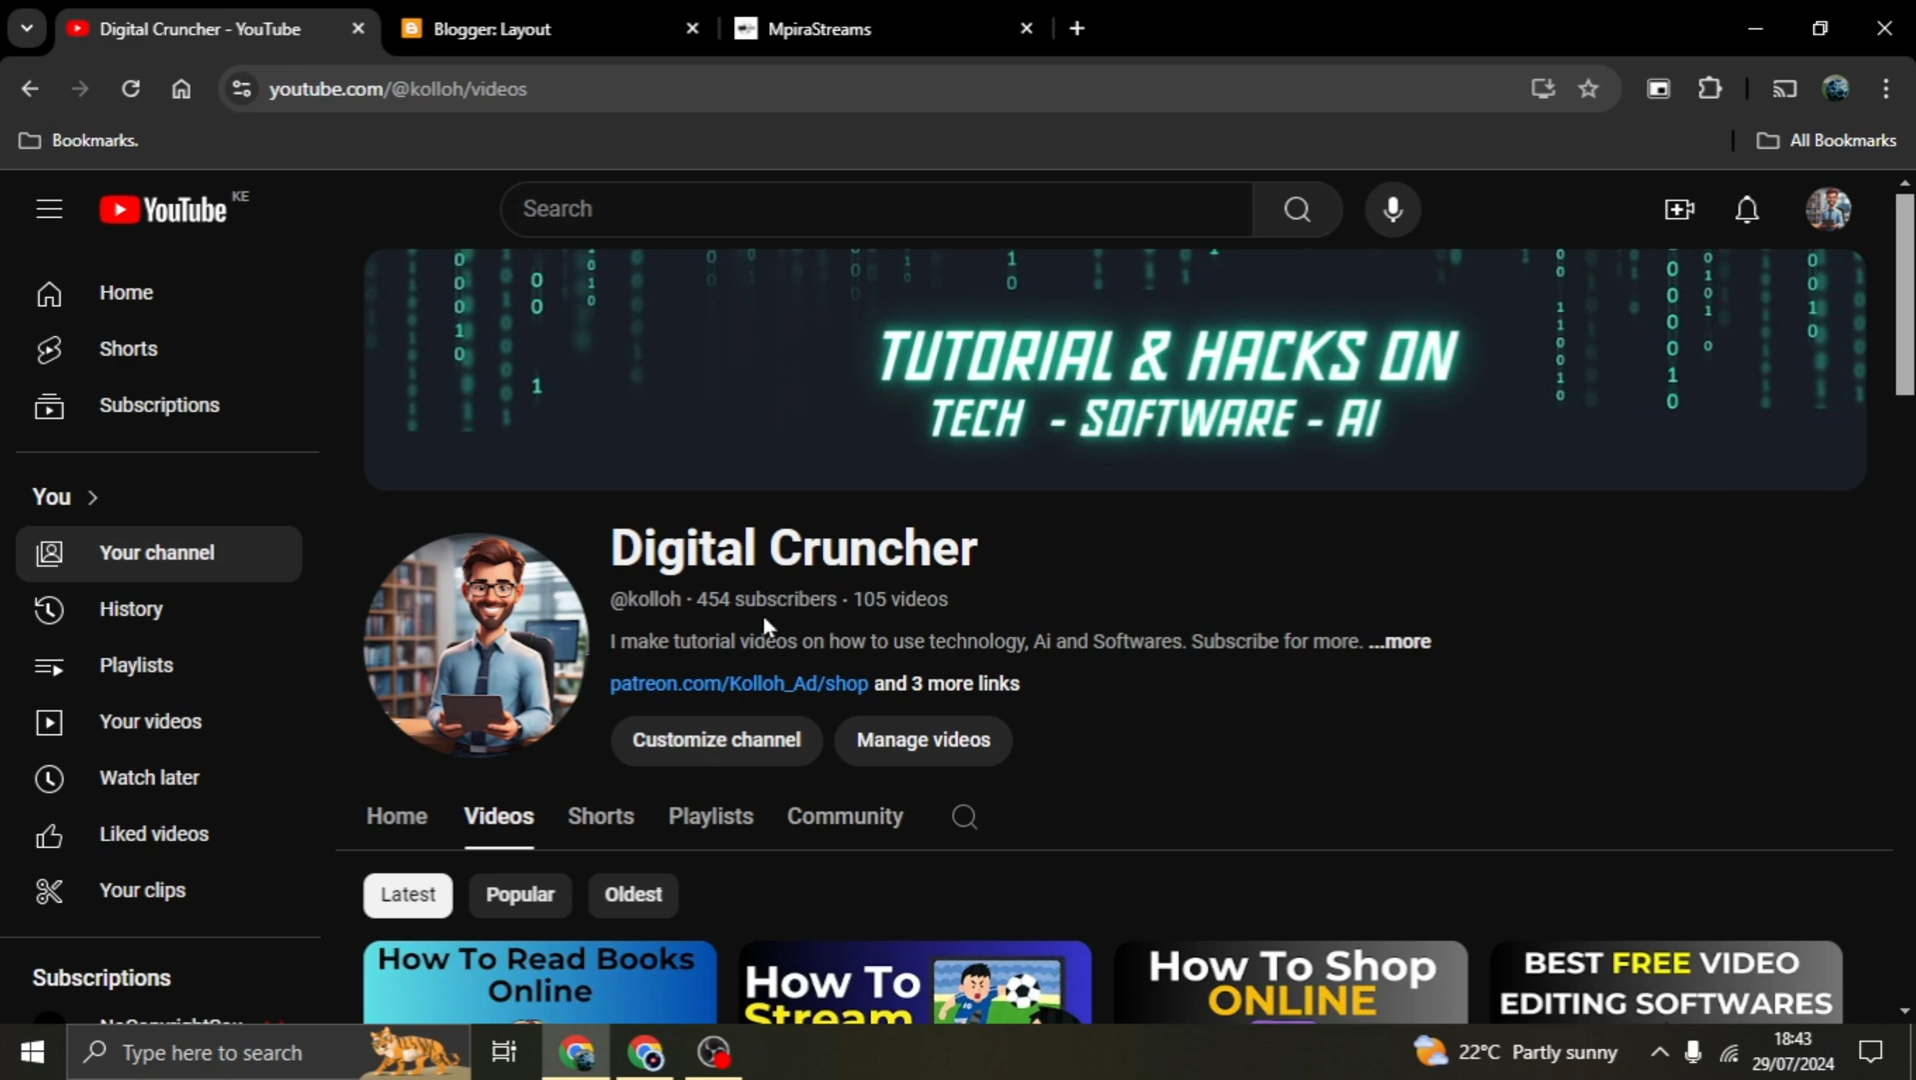 Digital Cruncher - YouTube
Blogger: Layout
MpiraStreams
youtube.com/@kolloh/videos
Bookmarks.
All Bookmarks
YouTube KE
Search
Home
Shorts
Subscriptions
TUTORIAL & HACKS ON
TECH - SOFTWARE - AI
You
Your channel
History
Playlists
Your videos
Watch later
Liked videos
Your clips
Subscriptions
Digital Cruncher
@kolloh · 454 subscribers · 105 videos
I make tutorial videos on how to use technology, Ai and Softwares. Subscribe for more. ...more
patreon.com/Kolloh_Ad/shop and 3 more links
Customize channel
Manage videos
Home
Videos
Shorts
Playlists
Community
Latest
Popular
Oldest
How To Read Books
Online
How To
Stream
How To Shop
ONLINE
BEST FREE VIDEO
EDITING SOFTWARES
Type here to search
22°C Partly sunny
18:43
29/07/2024